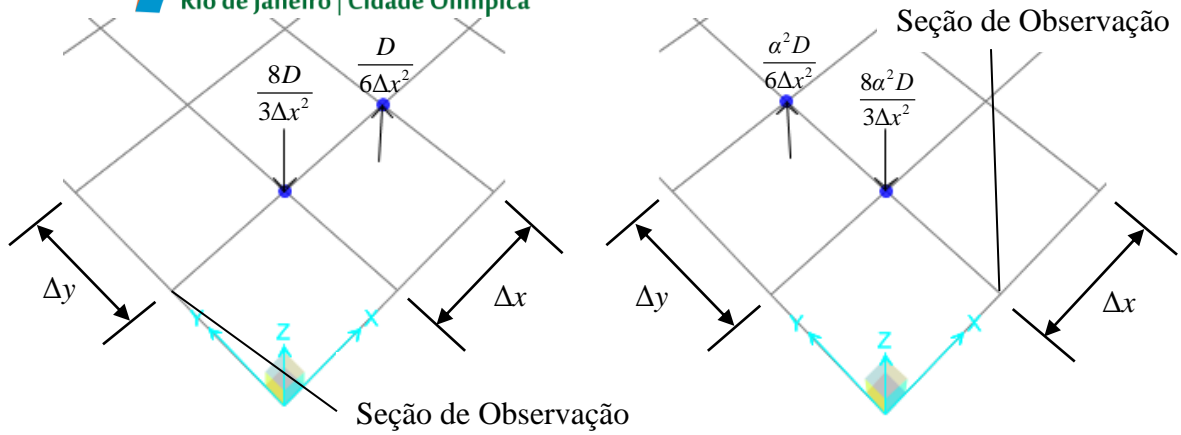 Rio de Janeiro | Cidade Olímpica
Seção de Observação
D
6Δx²
8D
3Δx²
α²D
6Δx²
8α²D
3Δx²
Δy
Δx
Δy
Δx
Y
Z
X
Y
Z
X
Seção de Observação